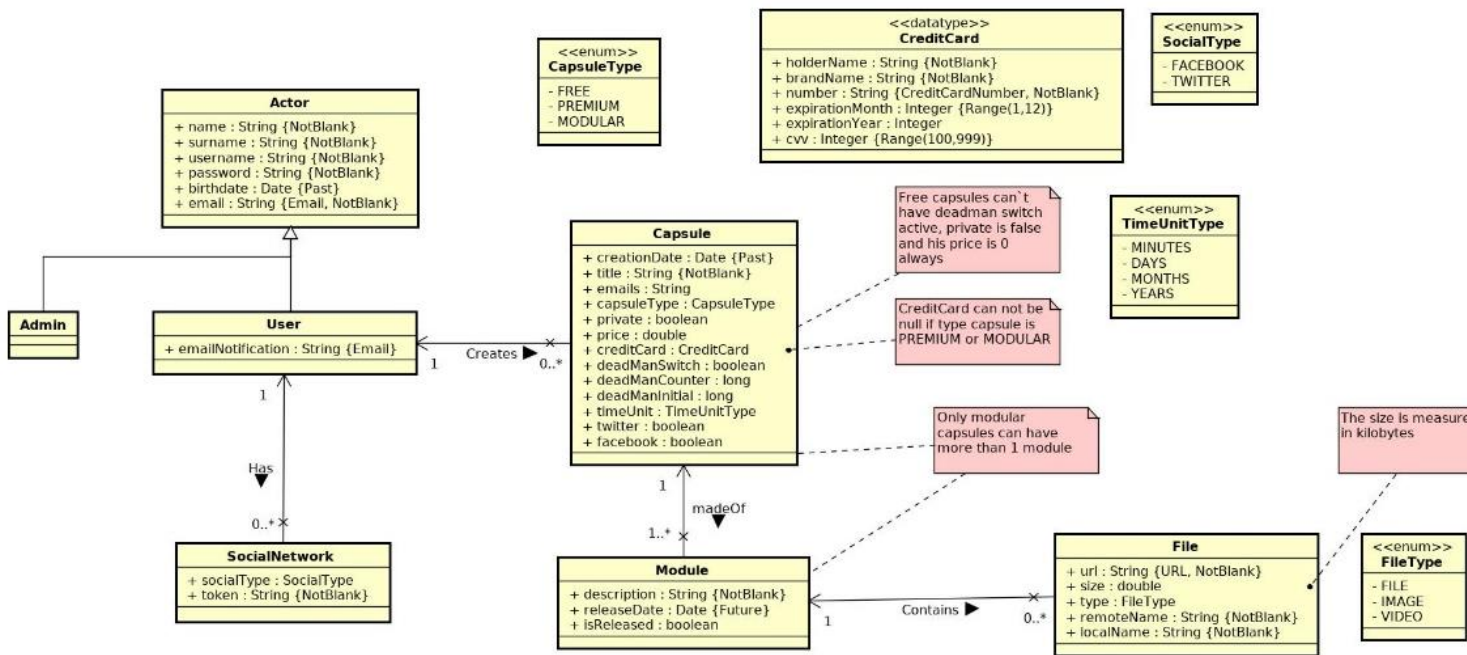 <<enum>>
CapsuleType
- FREE
- PREMIUM
- MODULAR
<<datatype>>
CreditCard
+ holderName : String {NotBlank}
+ brandName : String {NotBlank}
+ number : String {CreditCardNumber, NotBlank}
+ expirationMonth : Integer {Range(1,12)}
+ expirationYear : Integer
+ cvv : Integer {Range(100,999)}
<<enum>>
SocialType
- FACEBOOK
- TWITTER
Actor
+ name : String {NotBlank}
+ surname : String {NotBlank}
+ username : String {NotBlank}
+ password : String {NotBlank}
+ birthdate : Date {Past}
+ email : String {Email, NotBlank}
Free capsules can`t
have deadman switch
active, private is false
and his price is 0
always
<<enum>>
TimeUnitType
- MINUTES
- DAYS
- MONTHS
- YEARS
Capsule
+ creationDate : Date {Past}
+ title : String {NotBlank}
+ emails : String
+ capsuleType : CapsuleType
+ private : boolean
+ price : double
+ creditCard : CreditCard
+ deadManSwitch : boolean
+ deadManCounter : long
+ deadManInitial : long
+ timeUnit : TimeUnitType
+ twitter : boolean
+ facebook : boolean
CreditCard can not be
null if type capsule is
PREMIUM or MODULAR
Admin
User
+ emailNotification : String {Email}
1
Creates
0..*
1
Has
0..*
Only modular
capsules can have
more than 1 module
The size is measure
in kilobytes
1
madeOf
1..*
SocialNetwork
+ socialType : SocialType
+ token : String {NotBlank}
Module
+ description : String {NotBlank}
+ releaseDate : Date {Future}
+ isReleased : boolean
1
Contains
0..*
File
+ url : String {URL, NotBlank}
+ size : double
+ type : FileType
+ remoteName : String {NotBlank}
+ localName : String {NotBlank}
<<enum>>
FileType
- FILE
- IMAGE
- VIDEO